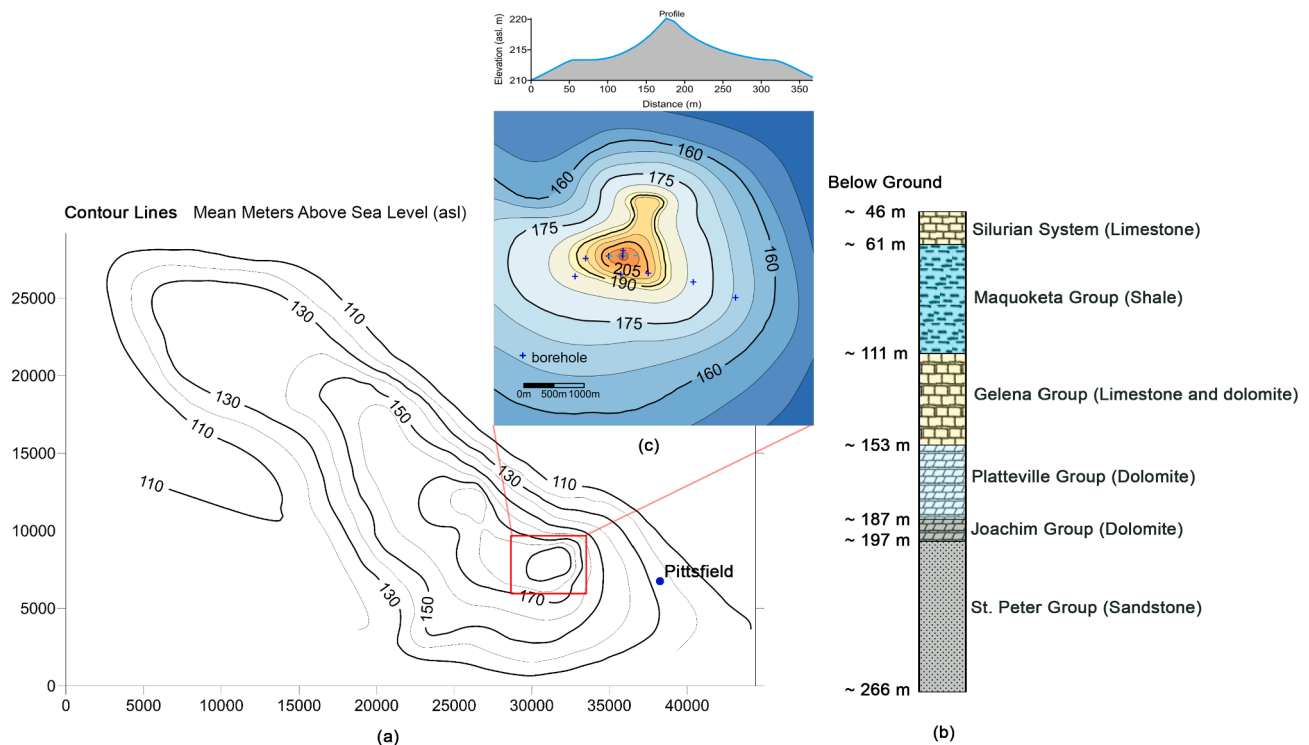 Profile
Elevation (asl. m)
220
215
210
0 50 100 150 200 250 300 350
Distance (m)
160
160
175
175
160
205
190
175
160
borehole
0m 500m 1000m
(c)
Contour Lines Mean Meters Above Sea Level (asl)
25000
20000
15000
10000
5000
0
0 5000 10000 15000 20000 25000 30000 35000 40000
110
130
130
150
110
110
130
110
130
150
170
Pittsfield
(a)
Below Ground
~ 46 m
Silurian System (Limestone)
~ 61 m
Maquoketa Group (Shale)
~ 111 m
Gelena Group (Limestone and dolomite)
~ 153 m
Platteville Group (Dolomite)
~ 187 m
Joachim Group (Dolomite)
~ 197 m
St. Peter Group (Sandstone)
~ 266 m
(b)